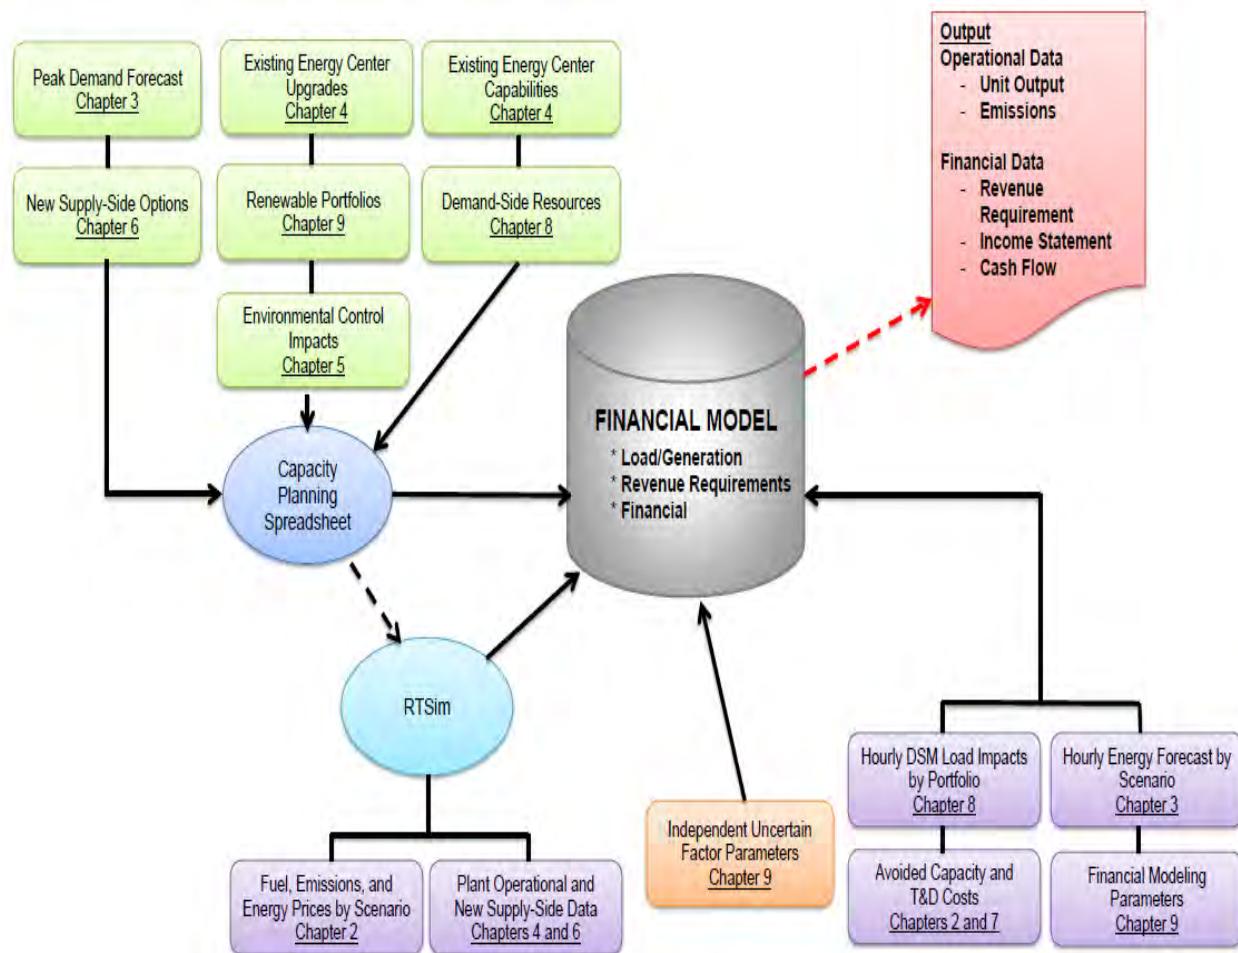 Peak Demand Forecast
Chapter 3
Existing Energy Center
Upgrades
Chapter 4
Existing Energy Center
Capabilities
Chapter 4
Output
Operational Data
- Unit Output
- Emissions
Financial Data
- Revenue
Requirement
- Income Statement
- Cash Flow
New Supply-Side Options
Chapter 6
Renewable Portfolios
Chapter 9
Demand-Side Resources
Chapter 8
Environmental Control
Impacts
Chapter 5
Capacity
Planning
Spreadsheet
FINANCIAL MODEL
* Load/Generation
* Revenue Requirements
* Financial
RTSim
Fuel, Emissions, and
Energy Prices by Scenario
Chapter 2
Plant Operational and
New Supply-Side Data
Chapters 4 and 6
Independent Uncertain
Factor Parameters
Chapter 9
Hourly DSM Load Impacts
by Portfolio
Chapter 8
Hourly Energy Forecast by
Scenario
Chapter 3
Avoided Capacity and
T&D Costs
Chapters 2 and 7
Financial Modeling
Parameters
Chapter 9